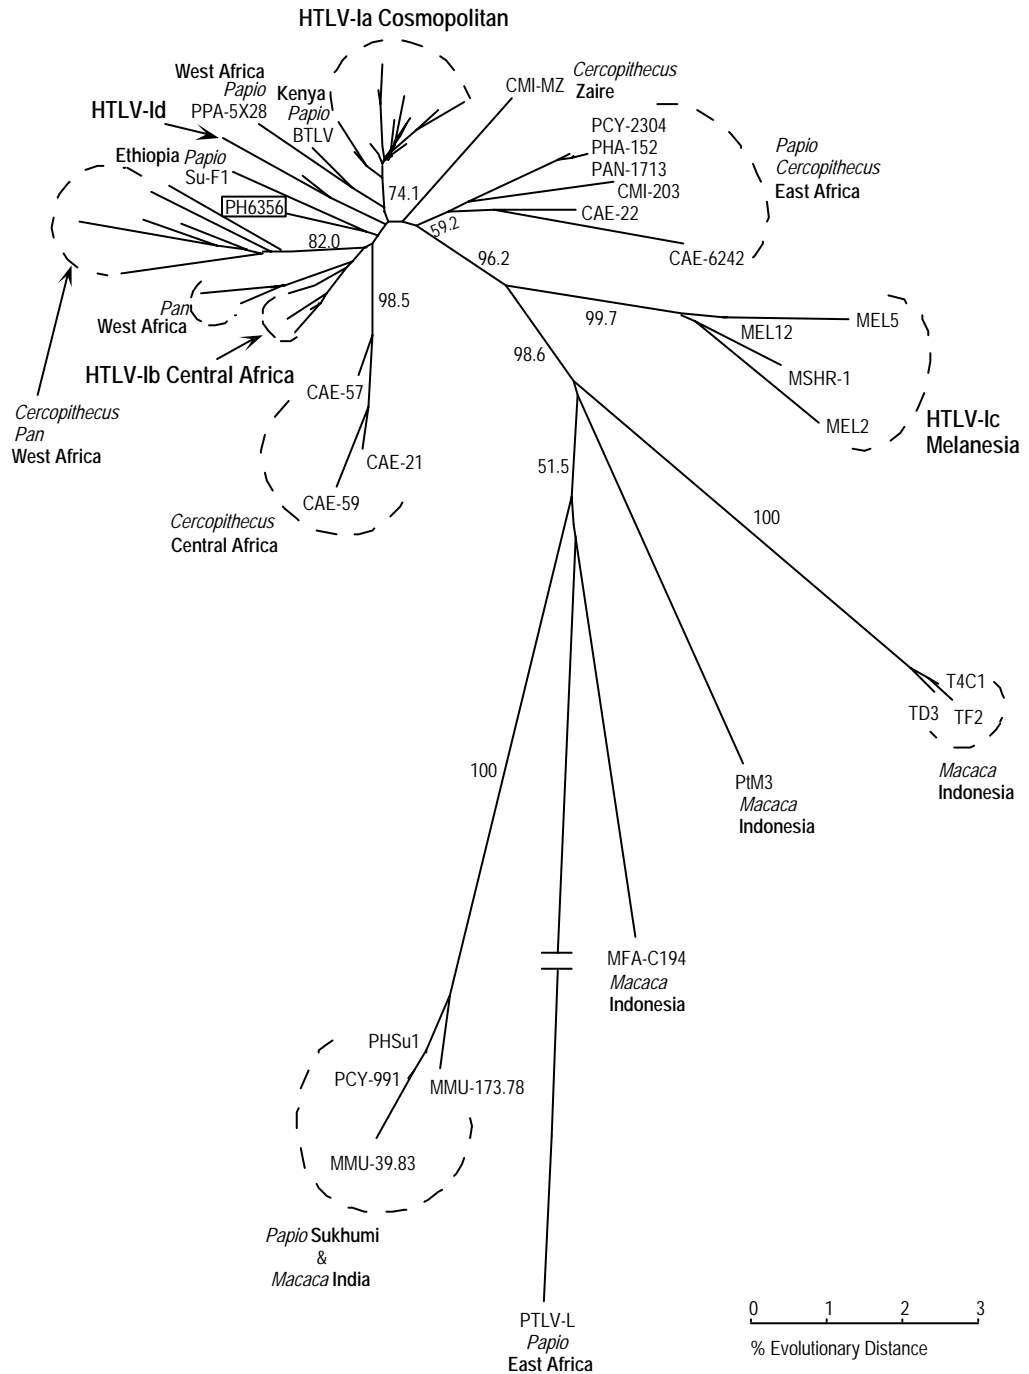 HTLV-Ia Cosmopolitan
West Africa
Papio
PPA-5X28
Kenya
Papio
BTLV
CMI-MZ
Cercopithecus
Zaire
HTLV-Id
PCY-2304
PHA-152
PAN-1713
CMI-203
CAE-22
CAE-6242
Papio
Cercopithecus
East Africa
Ethiopia Papio
Su-F1
PH6356
74.1
59.2
82.0
96.2
98.5
99.7
98.6
Pan
West Africa
HTLV-Ib Central Africa
Cercopithecus
Pan
West Africa
MEL12
MEL5
MSHR-1
MEL2
HTLV-Ic
Melanesia
CAE-57
CAE-21
CAE-59
Cercopithecus
Central Africa
51.5
100
T4C1
TD3
TF2
Macaca
Indonesia
100
PtM3
Macaca
Indonesia
MFA-C194
Macaca
Indonesia
PHSu1
PCY-991
MMU-173.78
MMU-39.83
Papio Sukhumi
&
Macaca India
PTLV-L
Papio
East Africa
0 1 2 3
% Evolutionary Distance